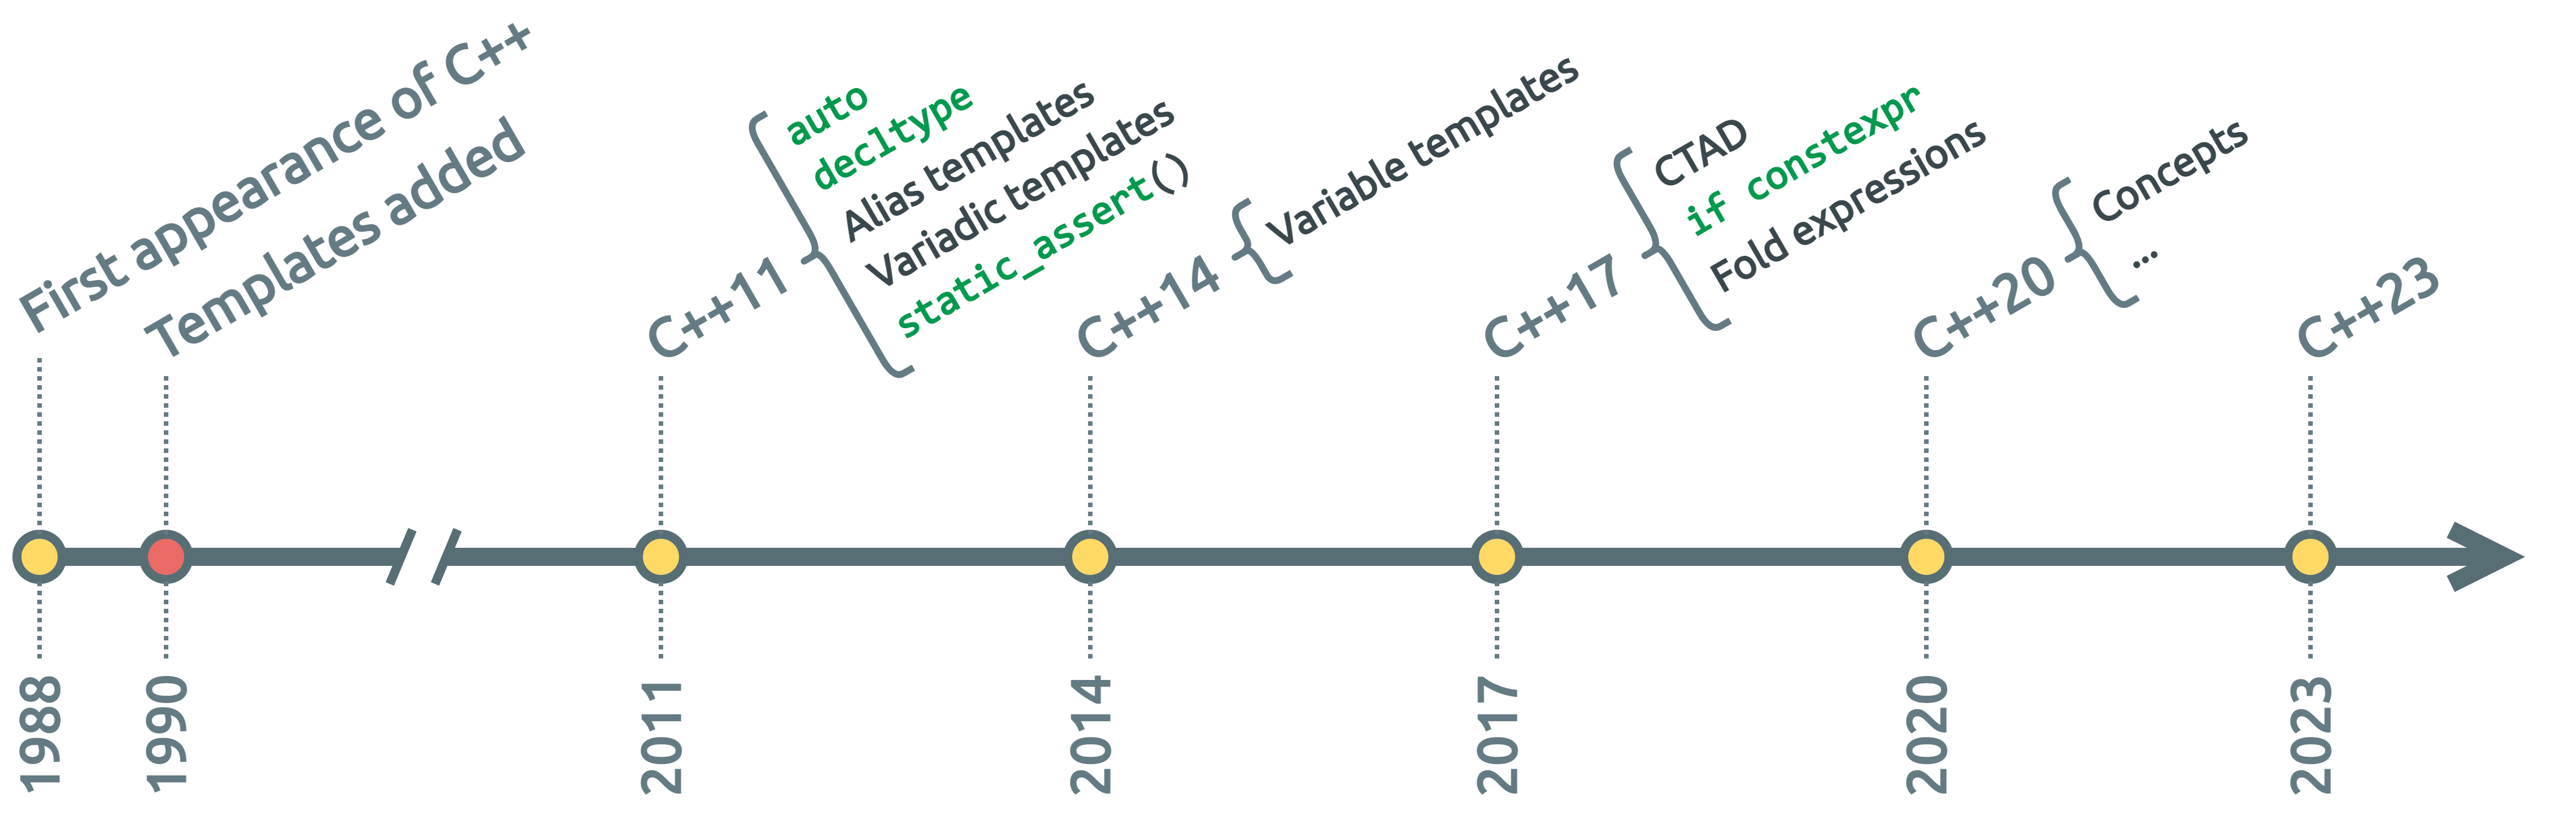 First appearance of C++
Templates added
C++11
auto
decltype
Alias templates
Variadic templates
static_assert()
C++14
Variable templates
C++17
CTAD
if constexpr
Fold expressions
C++20
Concepts
...
C++23
1988
1990
2011
2014
2017
2020
2023